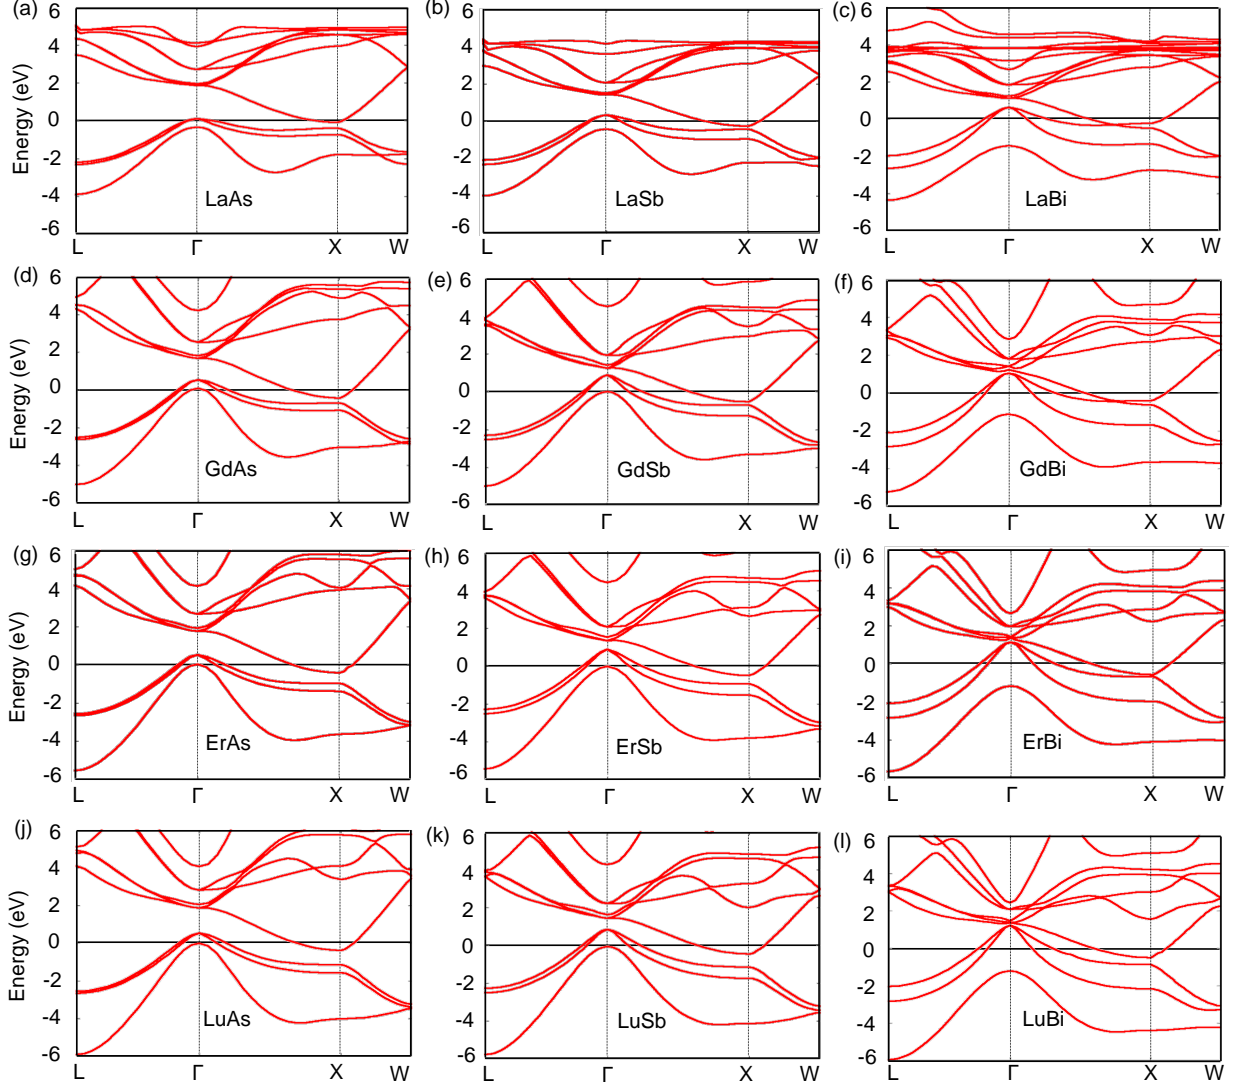 (a) (b) (c)
6 6 6
4 4 4
2 2 2
0 0 0
-2 -2 -2
-4 -4 -4
-6 -6 -6
Energy (eV)
LaAs LaSb LaBi
L Γ X W L Γ X W L Γ X W
(d) (e) (f)
6 6 6
4 4 4
2 2 2
0 0 0
-2 -2 -2
-4 -4 -4
-6 -6 -6
Energy (eV)
GdAs GdSb GdBi
L Γ X W L Γ X W L Γ X W
(g) (h) (i)
6 6 6
4 4 4
2 2 2
0 0 0
-2 -2 -2
-4 -4 -4
-6 -6 -6
Energy (eV)
ErAs ErSb ErBi
L Γ X W L Γ X W L Γ X W
(j) (k) (l)
6 6 6
4 4 4
2 2 2
0 0 0
-2 -2 -2
-4 -4 -4
-6 -6 -6
Energy (eV)
LuAs LuSb LuBi
L Γ X W L Γ X W L Γ X W